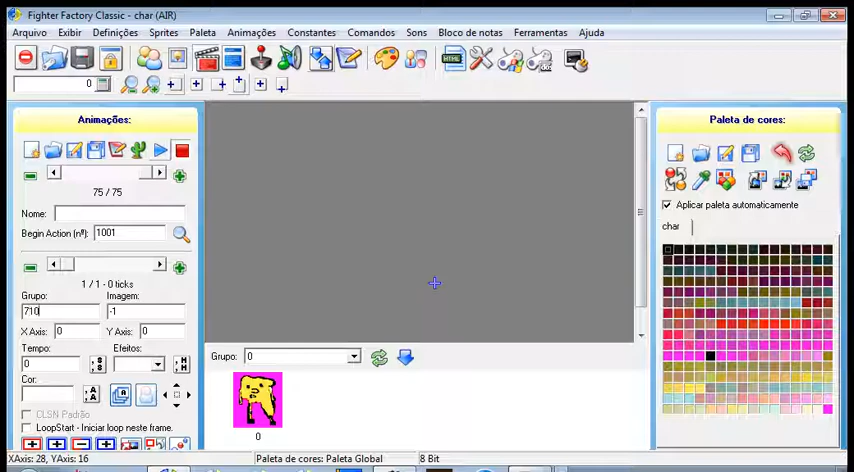 Fighter Factory Classic - char (AIR)
Arquivo Exibir Definições Sprites Paleta Animações Constantes Comandos Sons Bloco de notas Ferramentas Ajuda
HTML
0
Animações:
75 / 75
Nome:
Begin Action (nº): 1001
1 / 1 - 0 ticks
Grupo: Imagem:
710 -1
X Axis: 0 Y Axis: 0
Tempo: Efeitos:
0
Cor:
CLSN Padrão
LoopStart - Iniciar loop neste frame.
Grupo: 0
0
Paleta de cores:
Aplicar paleta automaticamente
char
XAxis: 28, YAxis: 16 Paleta de cores: Paleta Global 8 Bit